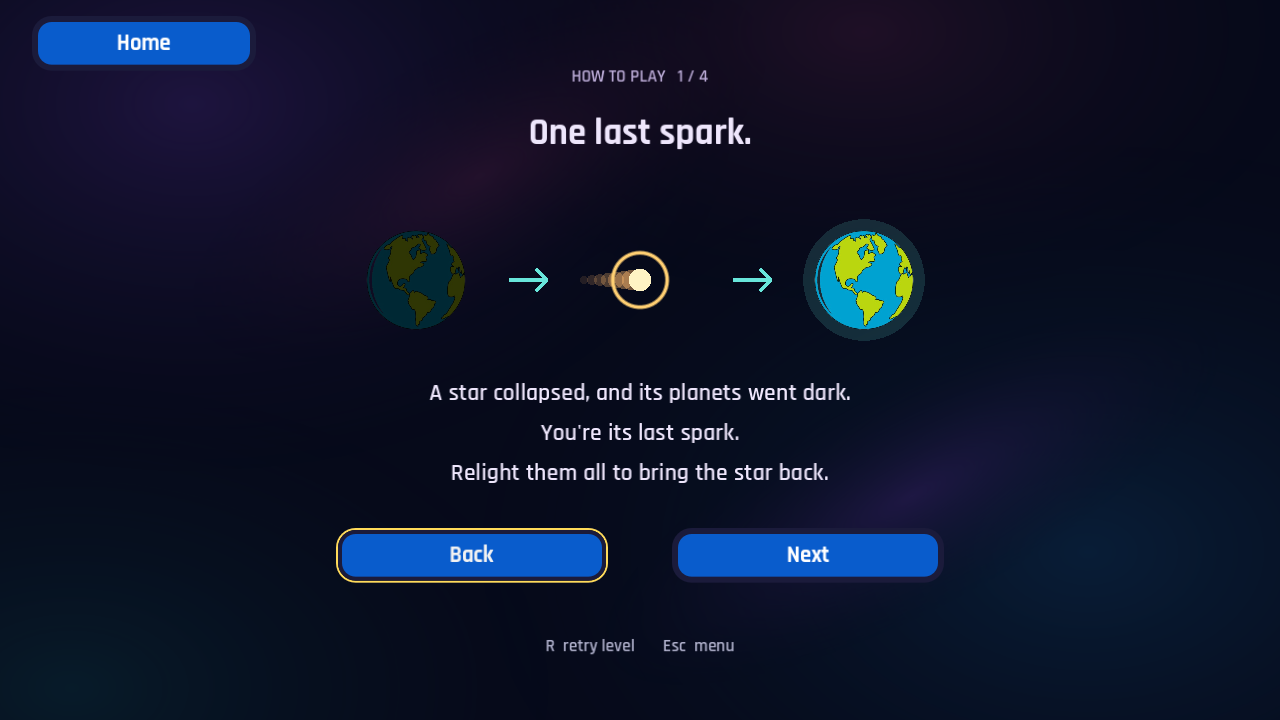 Home
HOW TO PLAY 1 / 4
One last spark.
A star collapsed, and its planets went dark.
You're its last spark.
Relight them all to bring the star back.
Back
Next
R retry level Esc menu